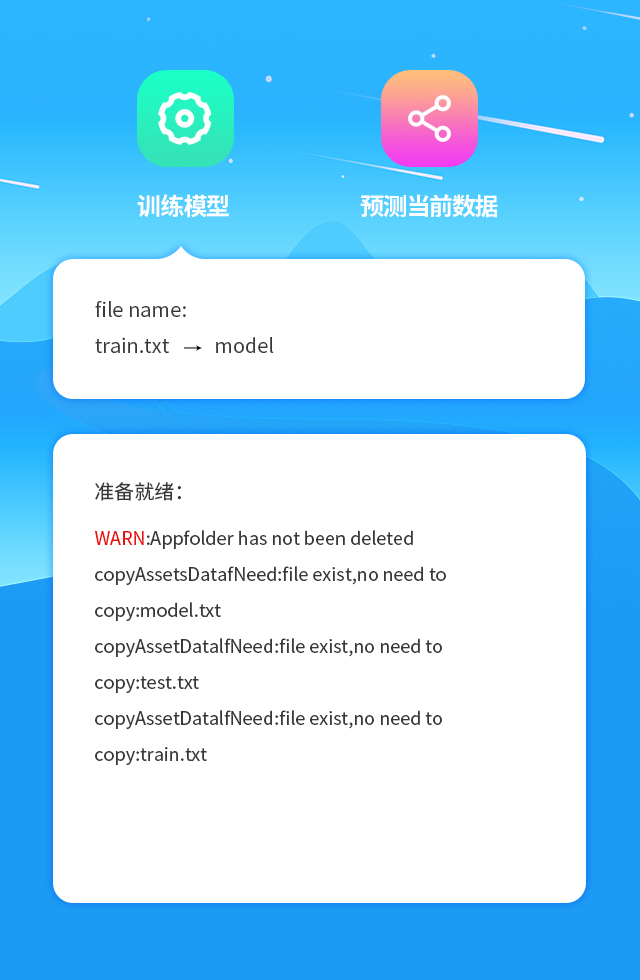 训练模型
预测当前数据
file name:
train.txt → model
准备就绪：
WARN:Appfolder has not been deleted
copyAssetsDatafNeed:file exist,no need to
copy:model.txt
copyAssetDatalfNeed:file exist,no need to
copy:test.txt
copyAssetDatalfNeed:file exist,no need to
copy:train.txt